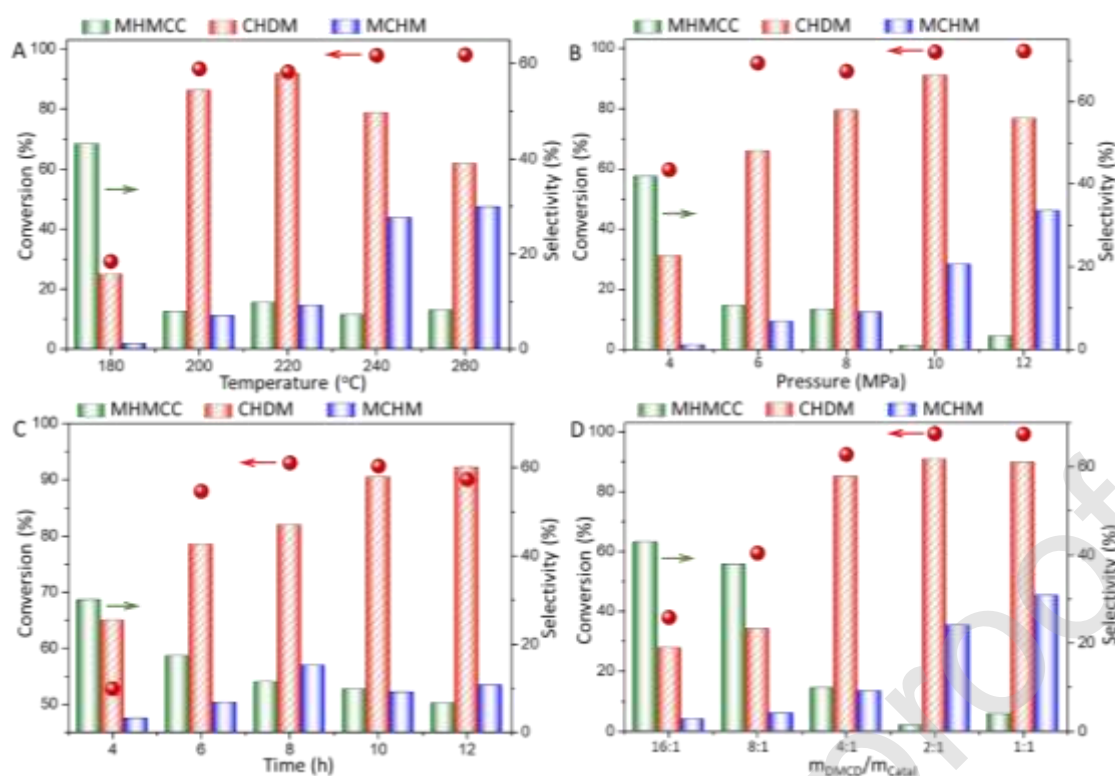 MHMCC CHDM MCHM
A
100
80
60
40
20
0
Conversion (%)
60
40
20
0
Selectivity (%)
180 200 220 240 260
Temperature (°C)
MHMCC CHDM MCHM
B
100
80
60
40
20
0
Conversion (%)
60
40
20
0
Selectivity (%)
4 6 8 10 12
Pressure (MPa)
MHMCC CHDM MCHM
C
100
90
80
70
60
50
Conversion (%)
60
40
20
0
Selectivity (%)
4 6 8 10 12
Time (h)
MHMCC CHDM MCHM
D
100
80
60
40
20
0
Conversion (%)
60
40
20
0
Selectivity (%)
16:1 8:1 4:1 2:1 1:1
mDMCD/mCatal.
proof